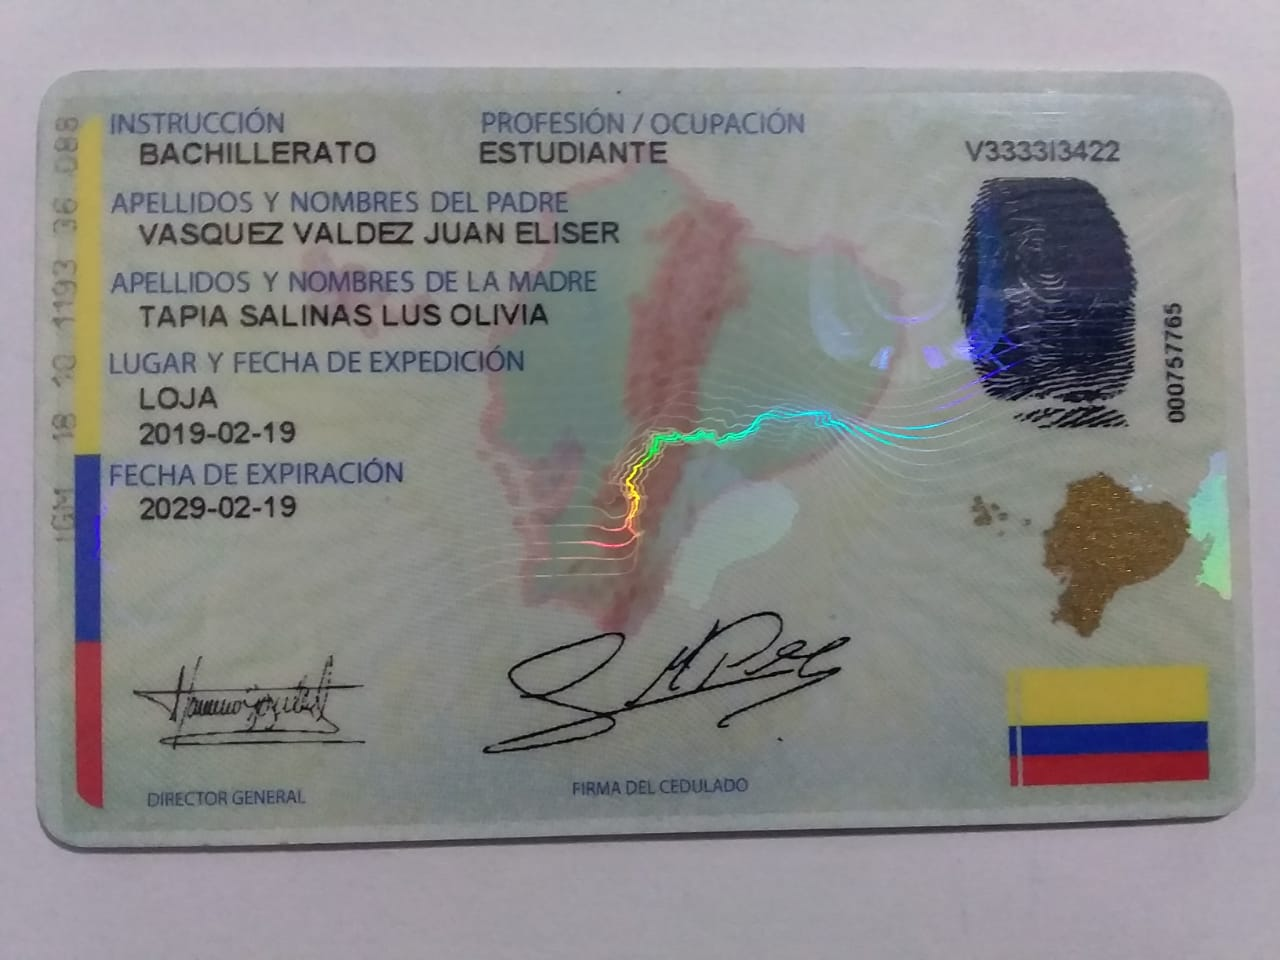 INSTRUCCIÓN
BACHILLERATO
PROFESIÓN / OCUPACIÓN
ESTUDIANTE
V3333I3422
APELLIDOS Y NOMBRES DEL PADRE
VASQUEZ VALDEZ JUAN ELISER
APELLIDOS Y NOMBRES DE LA MADRE
TAPIA SALINAS LUS OLIVIA
LUGAR Y FECHA DE EXPEDICIÓN
LOJA
2019-02-19
FECHA DE EXPIRACIÓN
2029-02-19
IGM 18 10 1193 36 088
000757765
DIRECTOR GENERAL
FIRMA DEL CEDULADO